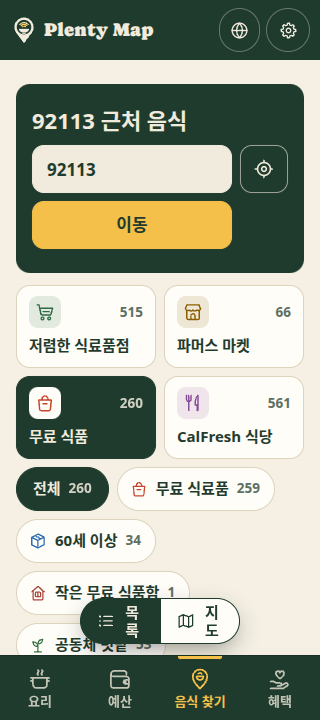 Plenty Map
92113 근처 음식
92113
이동
515
저렴한 식료품점
66
파머스 마켓
260
무료 식품
561
CalFresh 식당
전체 260
무료 식료품 259
60세 이상 34
작은 무료 식품함 1
공동체 텃밭
목록
지도
요리
예산
음식 찾기
혜택